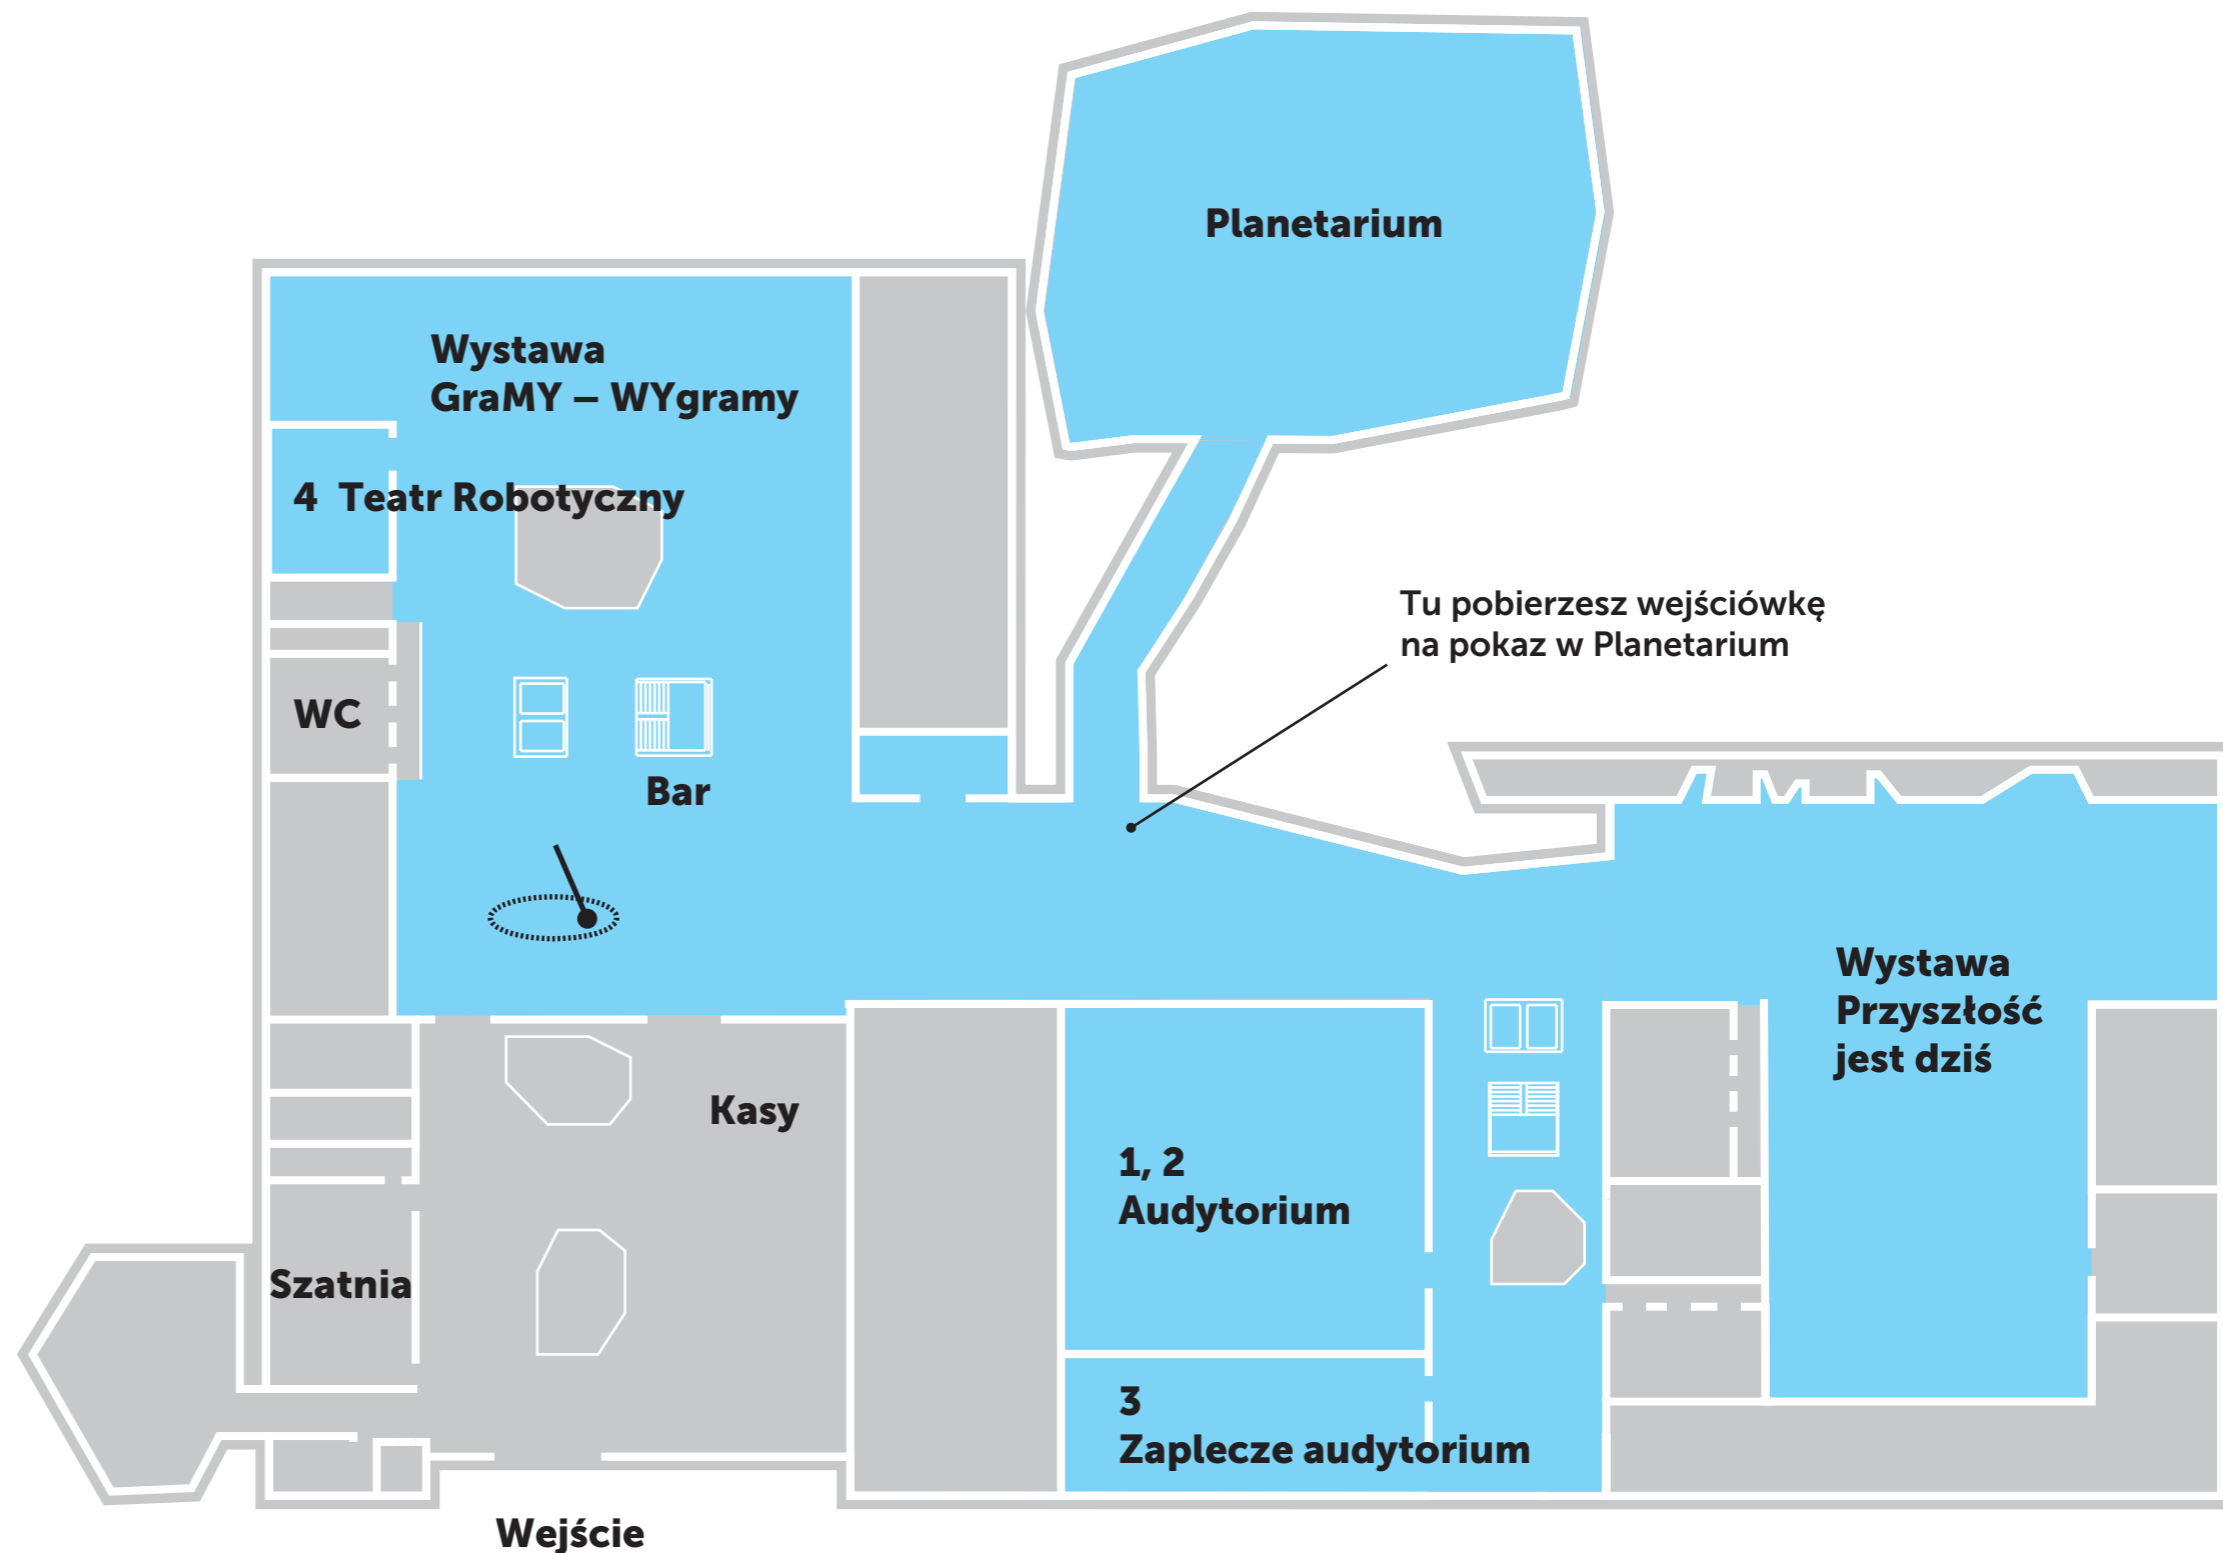 Planetarium
Wystawa
GraMY – WYgramy
4 Teatr Robotyczny
Tu pobierzesz wejściówkę
na pokaz w Planetarium
WC
Bar
Wystawa
Przyszłość
jest dziś
Kasy
1, 2
Audytorium
Szatnia
3
Zaplecze audytorium
Wejście